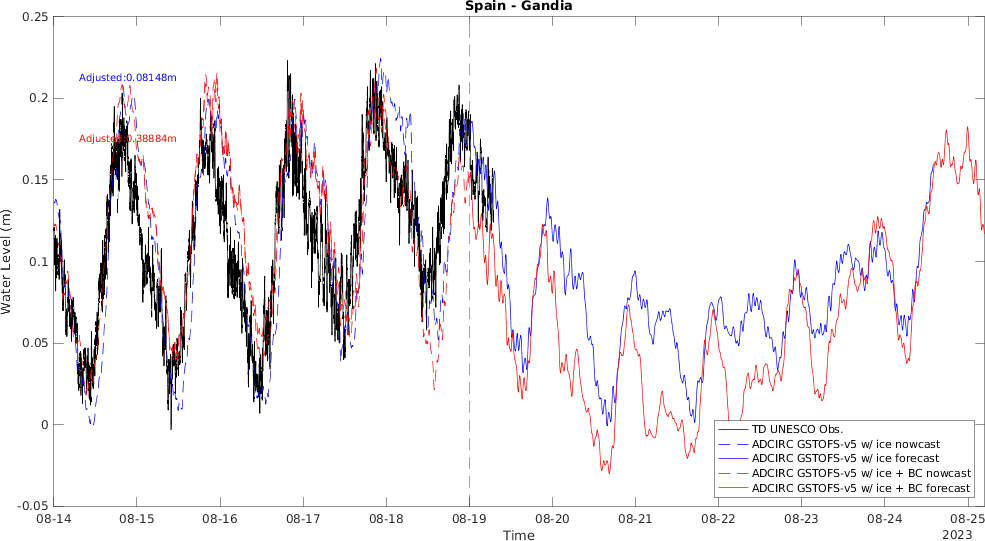 Spain - Gandia
0.25
0.2
0.15
0.1
0.05
0
-0.05
Water Level (m)
Adjusted:0.08148m
Adjusted:0.38884m
TD UNESCO Obs.
ADCIRC GSTOFS-v5 w/ ice nowcast
ADCIRC GSTOFS-v5 w/ ice forecast
ADCIRC GSTOFS-v5 w/ ice + BC nowcast
ADCIRC GSTOFS-v5 w/ ice + BC forecast
08-14 08-15 08-16 08-17 08-18 08-19 08-20 08-21 08-22 08-23 08-24 08-25
Time
2023